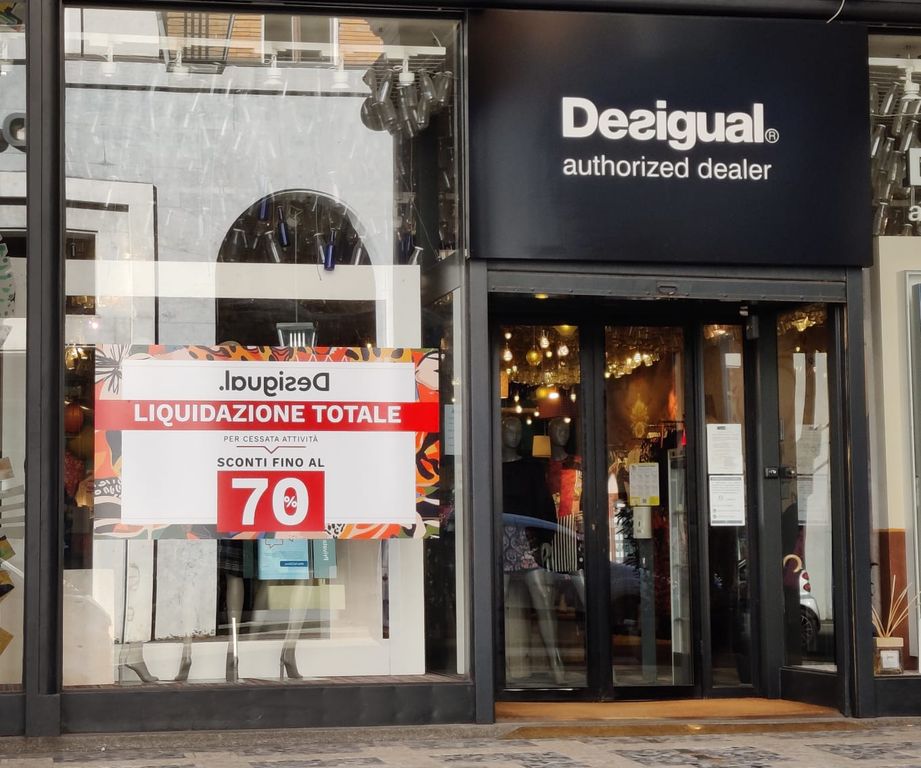 Desigual®
authorized dealer
Desigual.
LIQUIDAZIONE TOTALE
PER CESSATA ATTIVITÀ
SCONTI FINO AL
70%